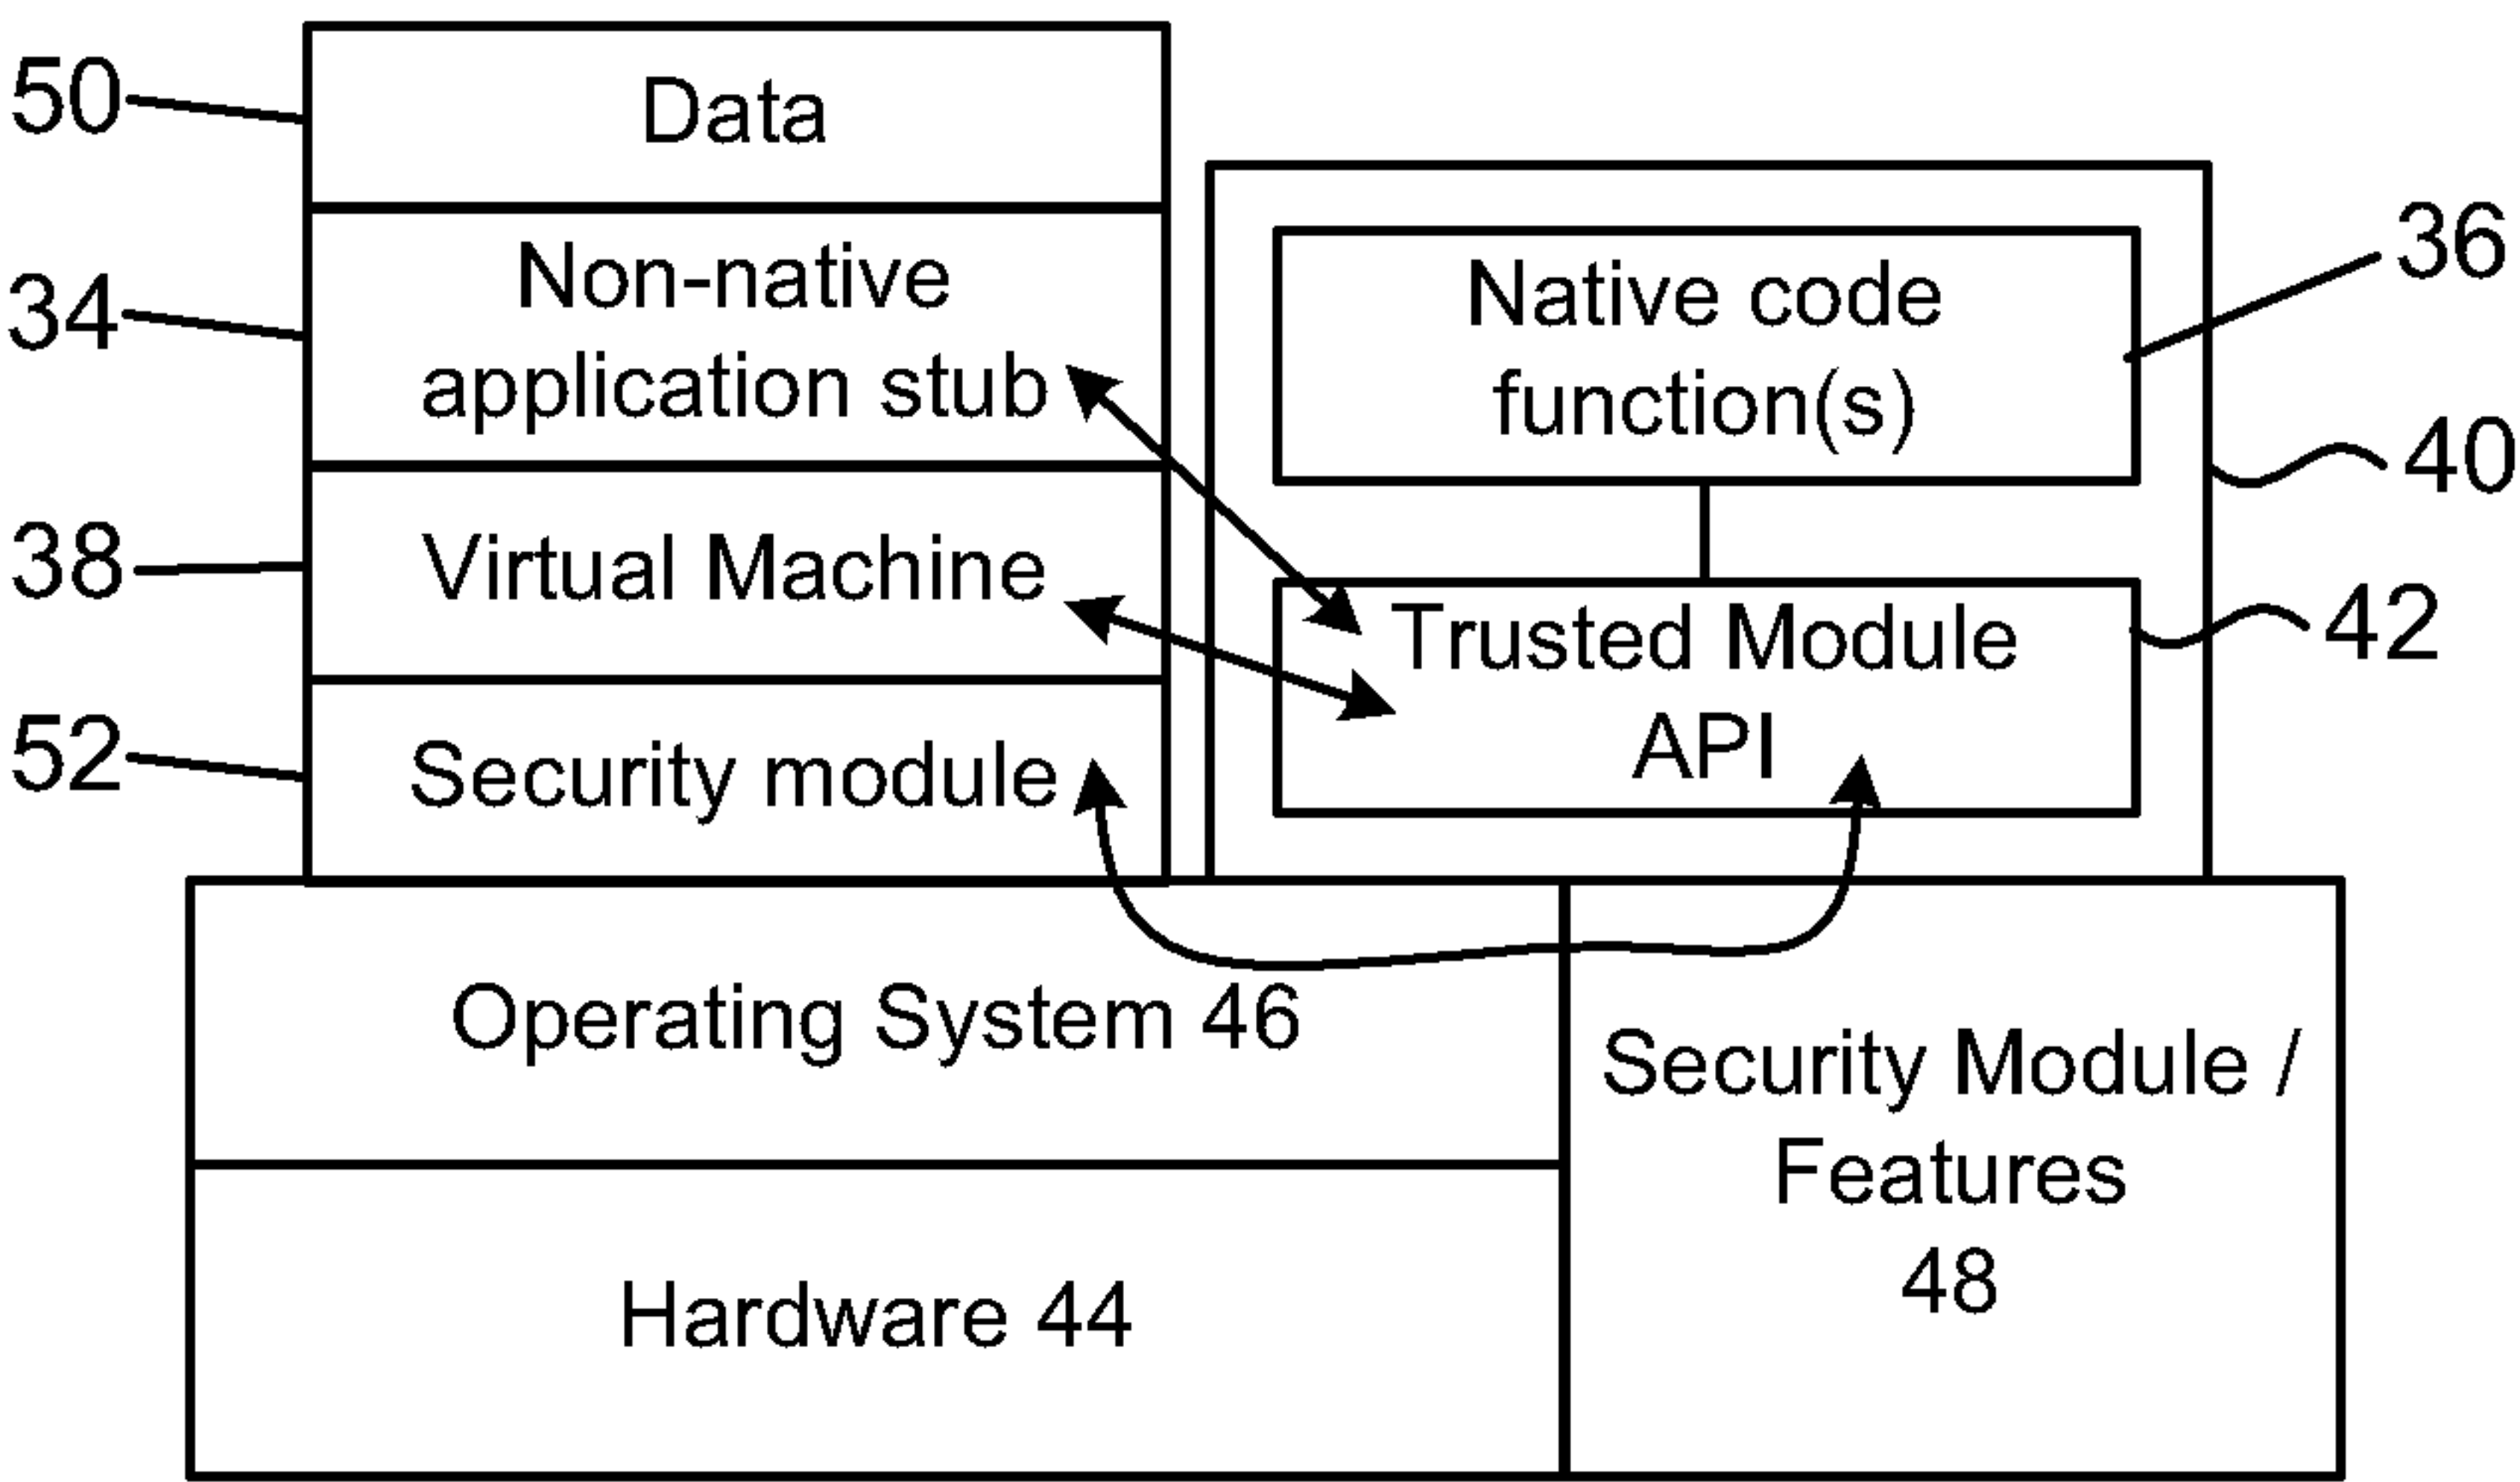 50
Data
34
Non-native
application stub
38
Virtual Machine
52
Security module
36
Native code
function(s)
40
42
Trusted Module
API
Operating System 46
Hardware 44
Security Module /
Features
48